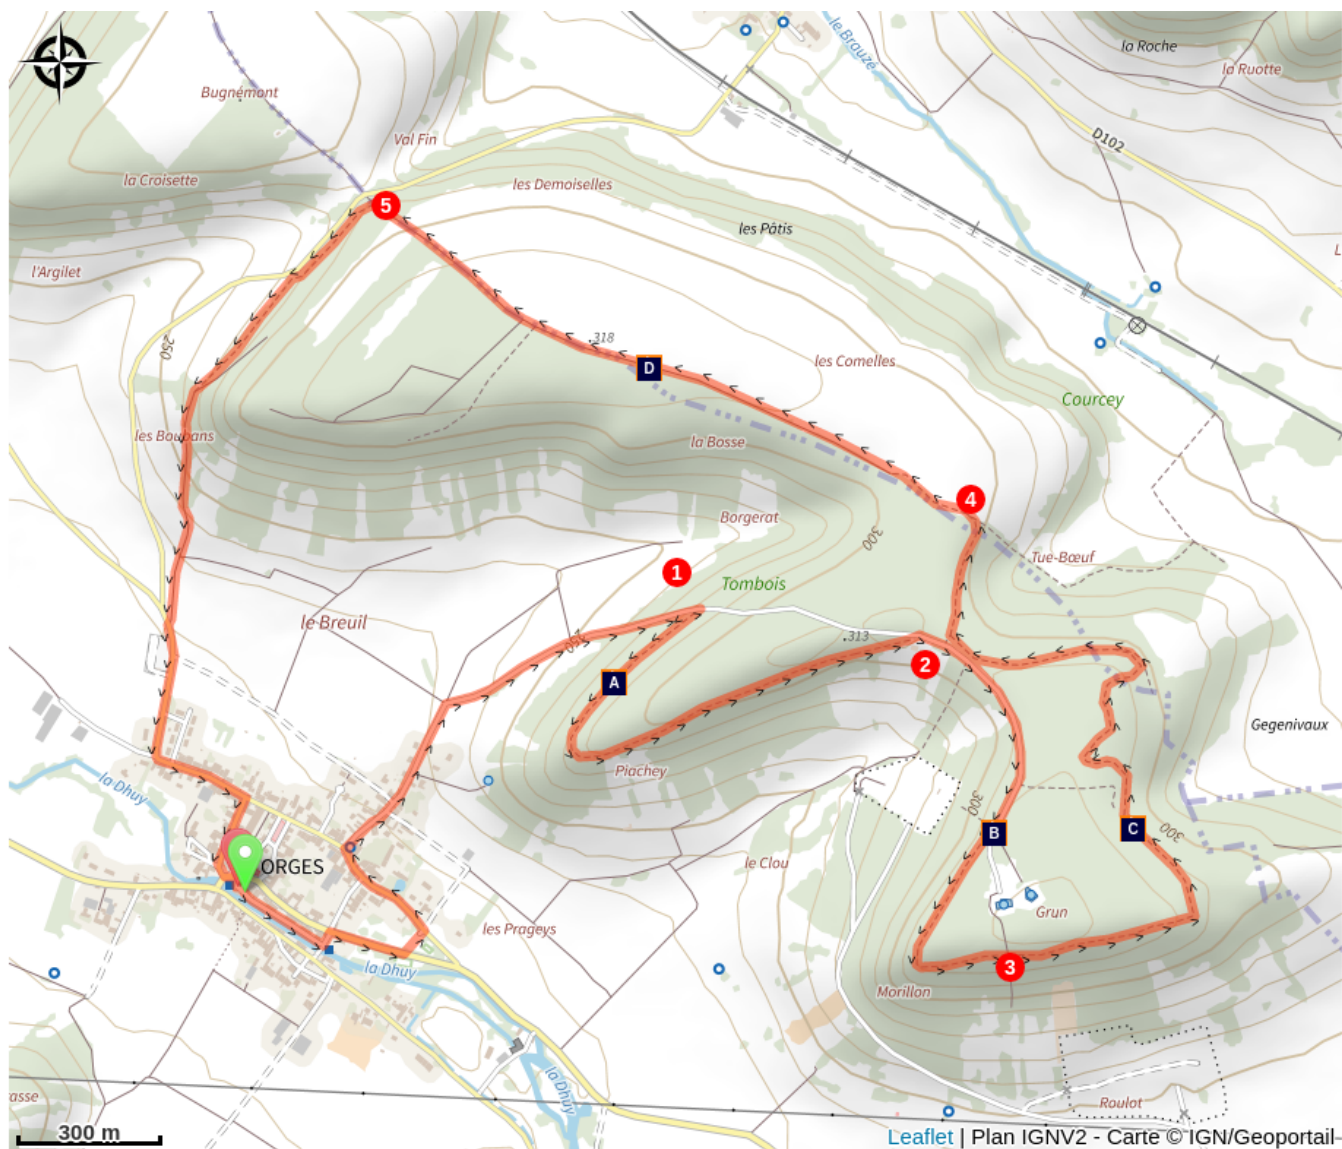 la Roche
la Ruotte
le Brauzé
Bugnémont
D102
Val Fin
la Croisette
les Demoiselles
5
les Pâtis
l'Argilet
250
.318
les Comelles
D
Courcey
les Boupans
la Bosse
4
Borgerat
300
Tue-Bœuf
1
Tombois
le Breuil
250
.313
2
A
Gegenivaux
Piachey
la Dhuy
300
B
C
300
le Clou
ORGES
Grun
les Prageys
la Dhuy
3
Morillon
la Dhuy
asse
Roulot
300 m
Leaflet | Plan IGNV2 - Carte © IGN/Geoportail